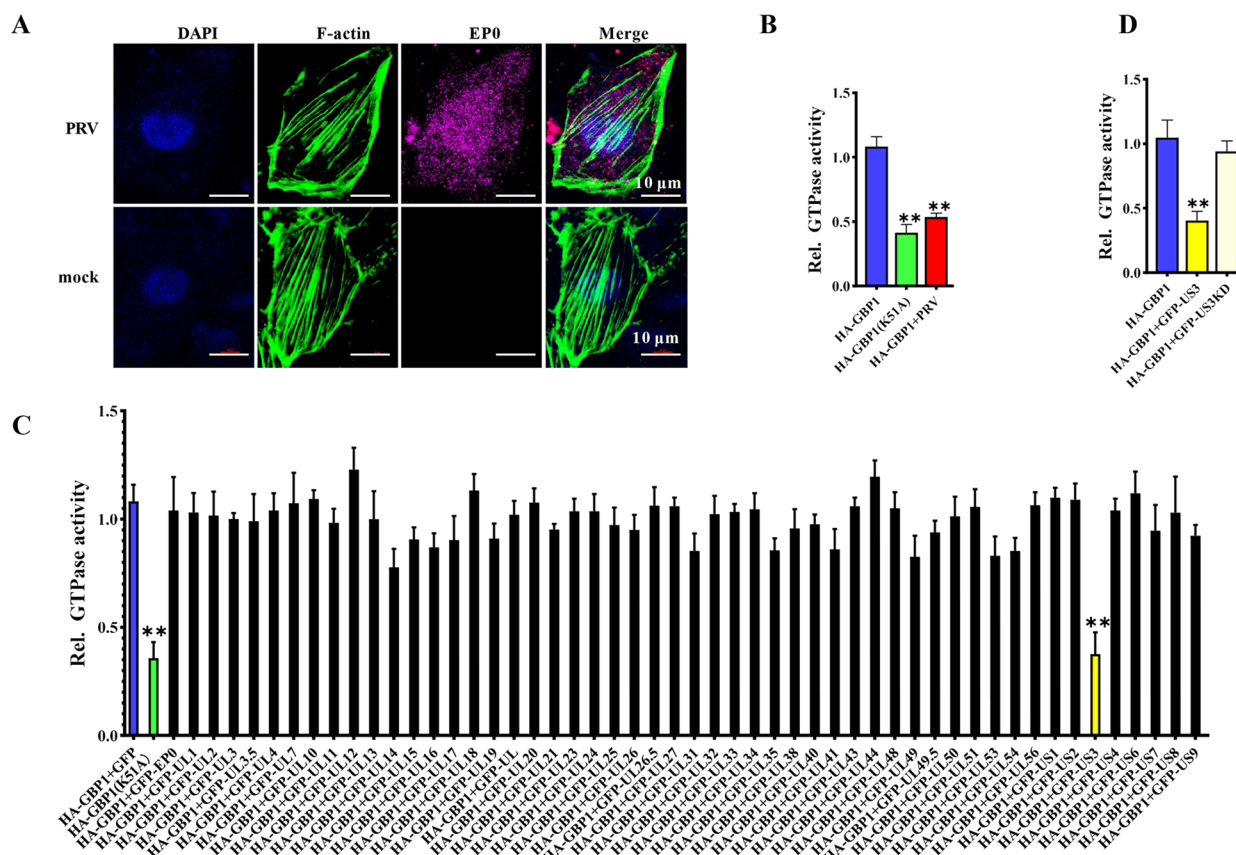 A
DAPI F-actin EP0 Merge
PRV
10 μm
mock
10 μm
B
Rel. GTPase activity
1.5
1.0
0.5
0.0
** **
HA-GBP1
HA-GBP1(K51A)
HA-GBP1+PRV
D
Rel. GTPase activity
1.5
1.0
0.5
0.0
**
HA-GBP1
HA-GBP1+GFP-US3
HA-GBP1+GFP-US3KD
C
Rel. GTPase activity
1.5
1.0
0.5
0.0
**
**
HA-GBP1+GFP
HA-GBP1(K51A)
HA-GBP1+GFP-EP0
HA-GBP1+GFP-UL1
HA-GBP1+GFP-UL2
HA-GBP1+GFP-UL3
HA-GBP1+GFP-UL3.5
HA-GBP1+GFP-UL4
HA-GBP1+GFP-UL7
HA-GBP1+GFP-UL10
HA-GBP1+GFP-UL11
HA-GBP1+GFP-UL12
HA-GBP1+GFP-UL13
HA-GBP1+GFP-UL14
HA-GBP1+GFP-UL15
HA-GBP1+GFP-UL16
HA-GBP1+GFP-UL17
HA-GBP1+GFP-UL18
HA-GBP1+GFP-UL19
HA-GBP1+GFP-UL
HA-GBP1+GFP-UL20
HA-GBP1+GFP-UL21
HA-GBP1+GFP-UL23
HA-GBP1+GFP-UL24
HA-GBP1+GFP-UL25
HA-GBP1+GFP-UL26
HA-GBP1+GFP-UL26.5
HA-GBP1+GFP-UL27
HA-GBP1+GFP-UL31
HA-GBP1+GFP-UL32
HA-GBP1+GFP-UL33
HA-GBP1+GFP-UL34
HA-GBP1+GFP-UL35
HA-GBP1+GFP-UL38
HA-GBP1+GFP-UL40
HA-GBP1+GFP-UL41
HA-GBP1+GFP-UL43
HA-GBP1+GFP-UL44
HA-GBP1+GFP-UL48
HA-GBP1+GFP-UL49
HA-GBP1+GFP-UL49.5
HA-GBP1+GFP-UL50
HA-GBP1+GFP-UL51
HA-GBP1+GFP-UL53
HA-GBP1+GFP-UL54
HA-GBP1+GFP-UL56
HA-GBP1+GFP-US1
HA-GBP1+GFP-US2
HA-GBP1+GFP-US3
HA-GBP1+GFP-US4
HA-GBP1+GFP-US6
HA-GBP1+GFP-US7
HA-GBP1+GFP-US8
HA-GBP1+GFP-US9